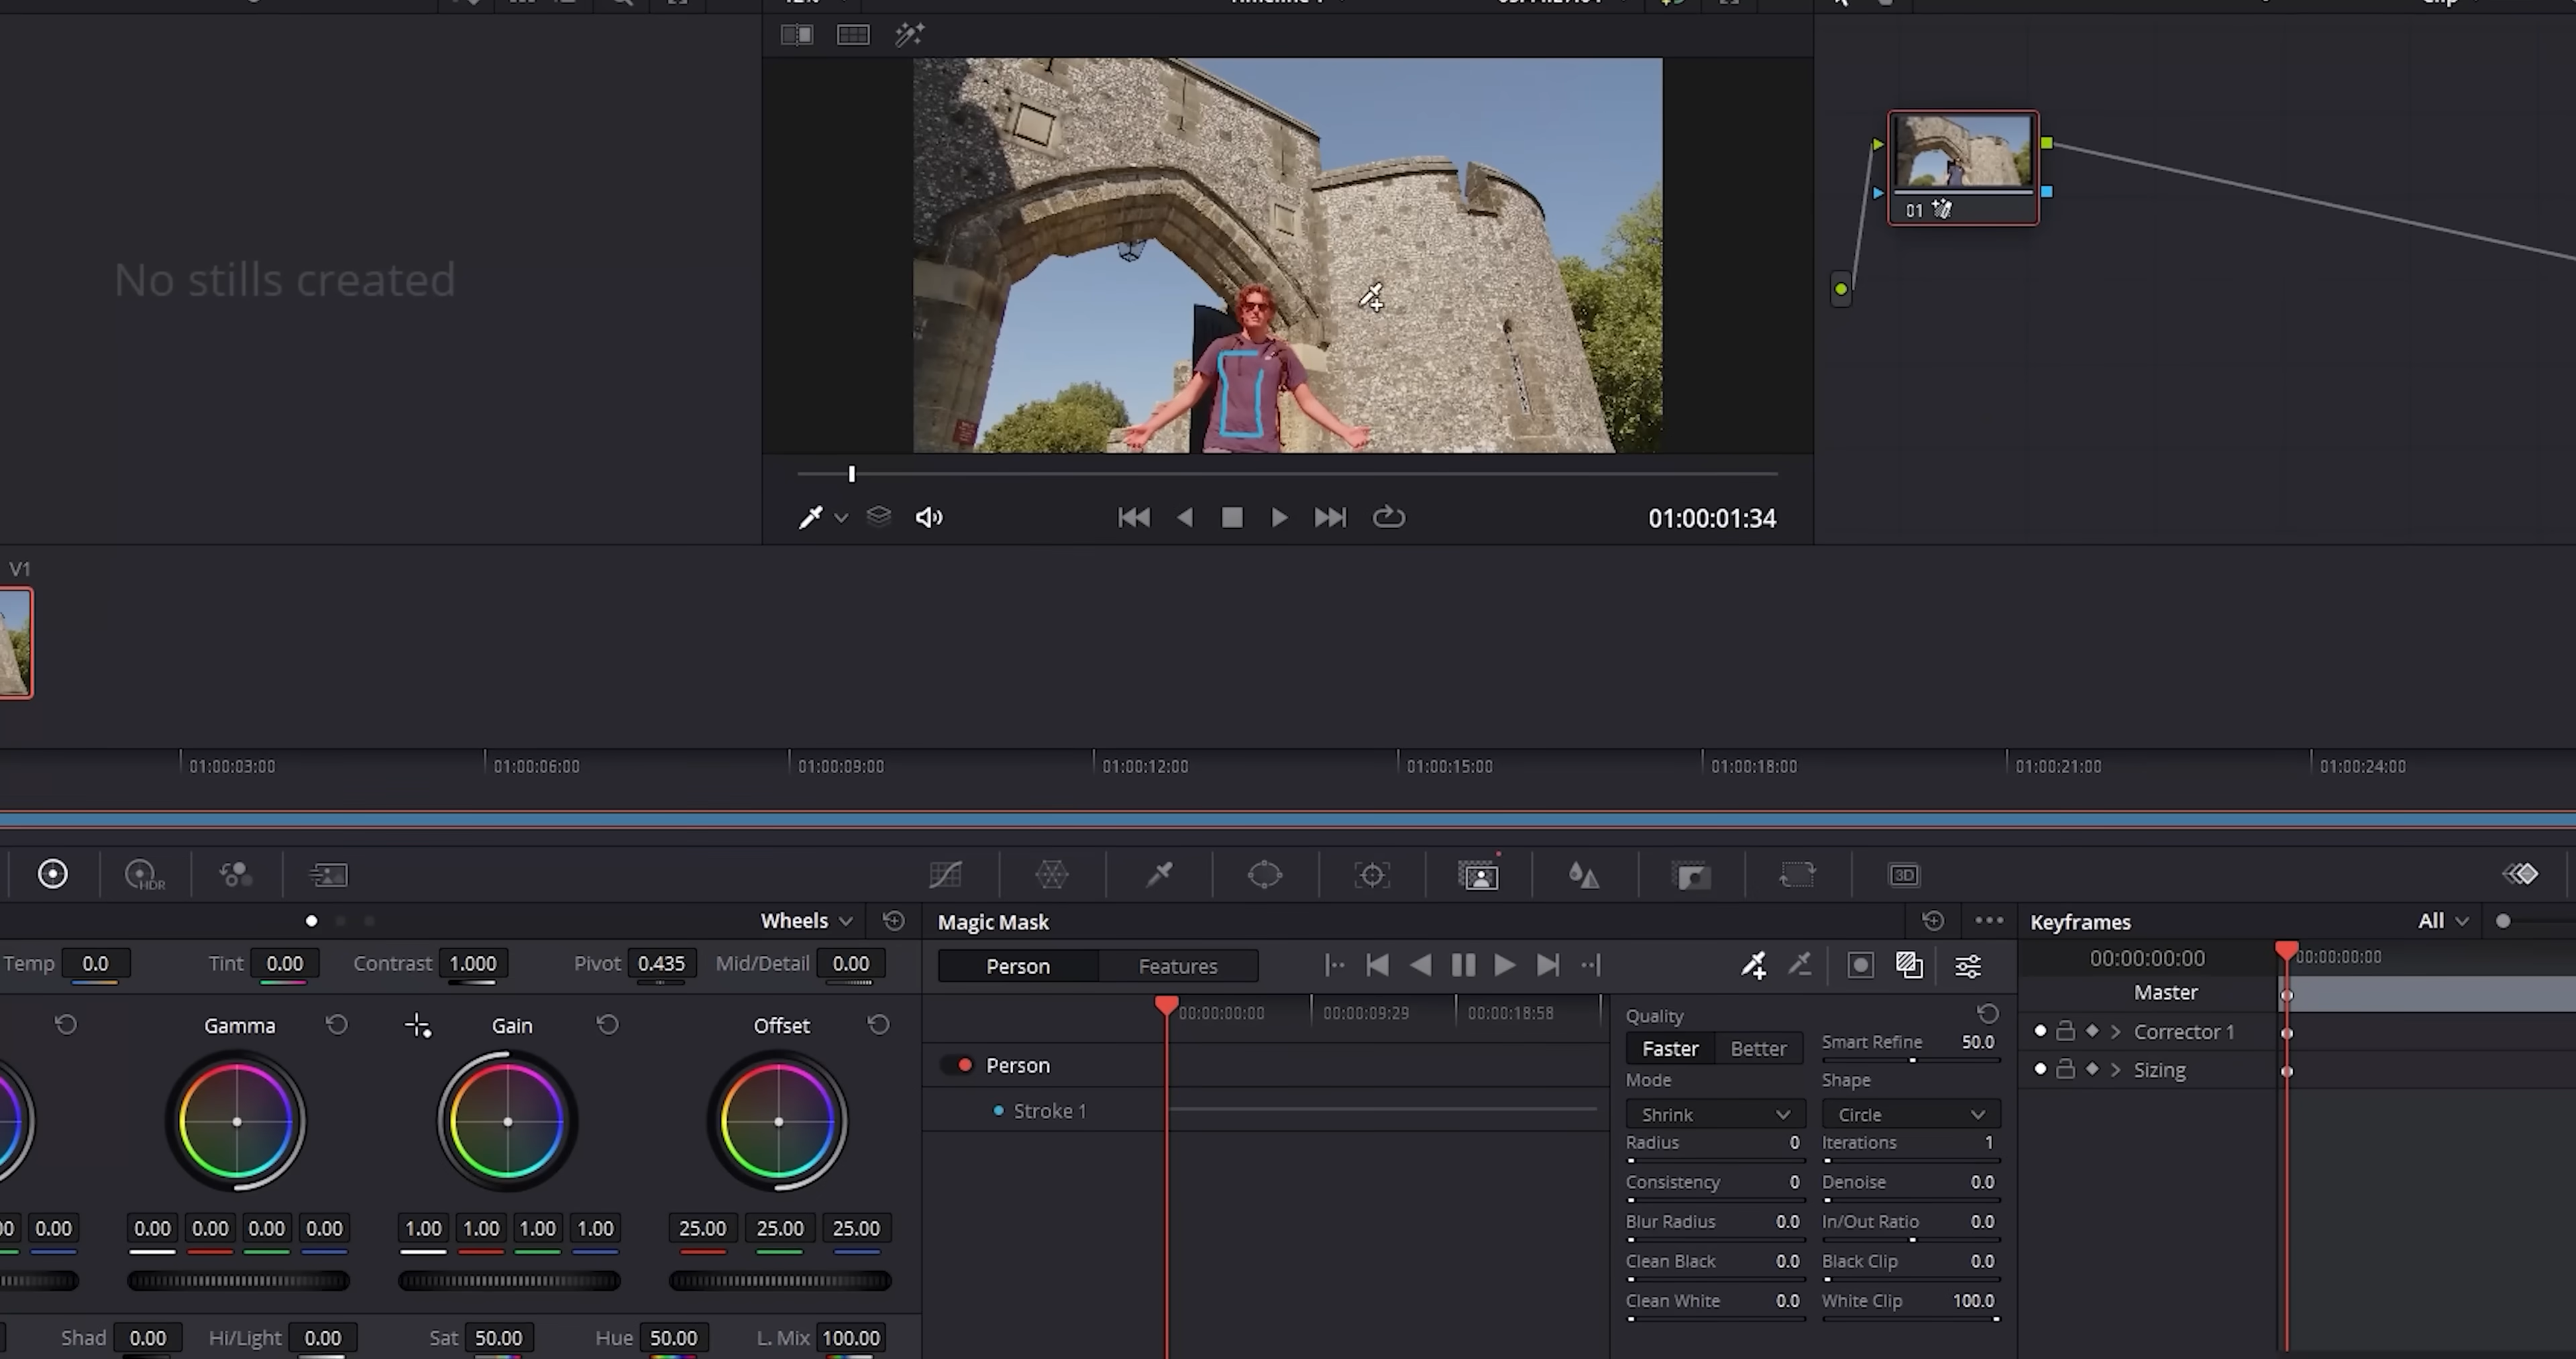 No stills created
01
01:00:01:34
V1
01:00:03:00 01:00:06:00 01:00:09:00 01:00:12:00 01:00:15:00 01:00:18:00 01:00:21:00 01:00:24:00
HDR
3D
Wheels
Magic Mask
Keyframes All
Temp 0.0 Tint 0.00 Contrast 1.000 Pivot 0.435 Mid/Detail 0.00
Person Features
00:00:00:00 00:00:00:00
Master
Gamma Gain Offset
00:00:00:00 00:00:09:29 00:00:18:58
Quality
Faster Better Smart Refine 50.0
Corrector 1
Person
Mode Shape
Sizing
Stroke 1
Shrink Circle
Radius 0 Iterations 1
Consistency 0 Denoise 0.0
Blur Radius 0.0 In/Out Ratio 0.0
0.00 0.00 0.00 0.00 0.00 1.00 1.00 1.00 1.00 25.00 25.00 25.00
Clean Black 0.0 Black Clip 0.0
Clean White 0.0 White Clip 100.0
Shad 0.00 Hi/Light 0.00 Sat 50.00 Hue 50.00 L. Mix 100.00